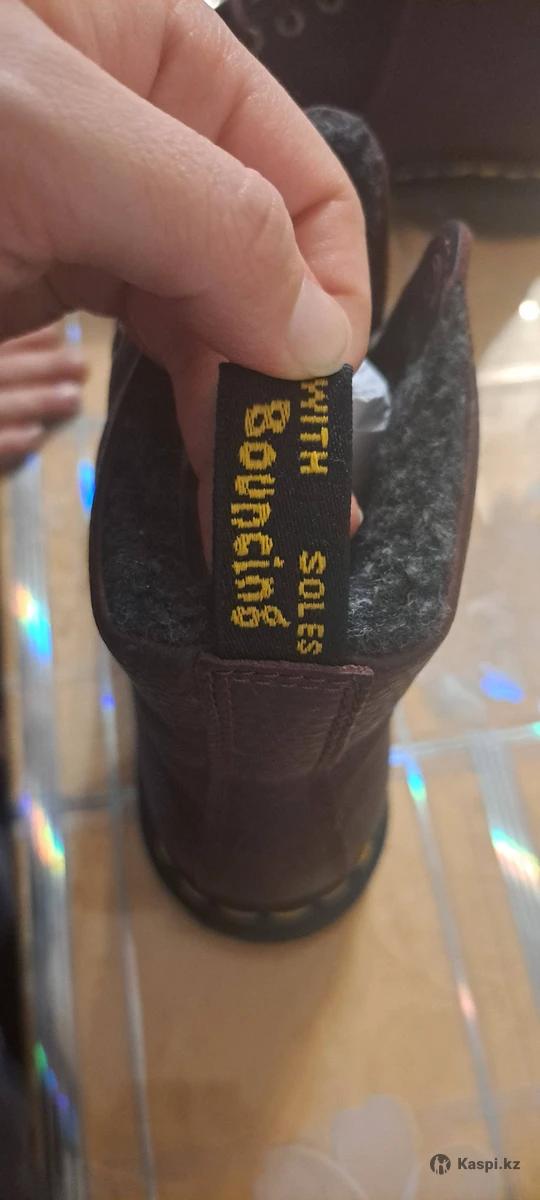 WITH
Bouncing
SOLES
Kaspi.kz